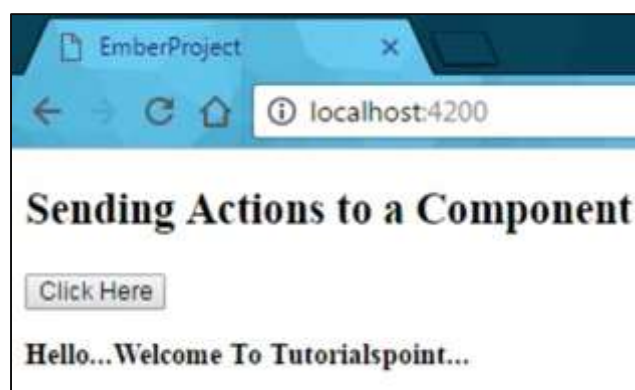 EmberProject
localhost:4200
Sending Actions to a Component
Click Here
Hello...Welcome To Tutorialspoint...